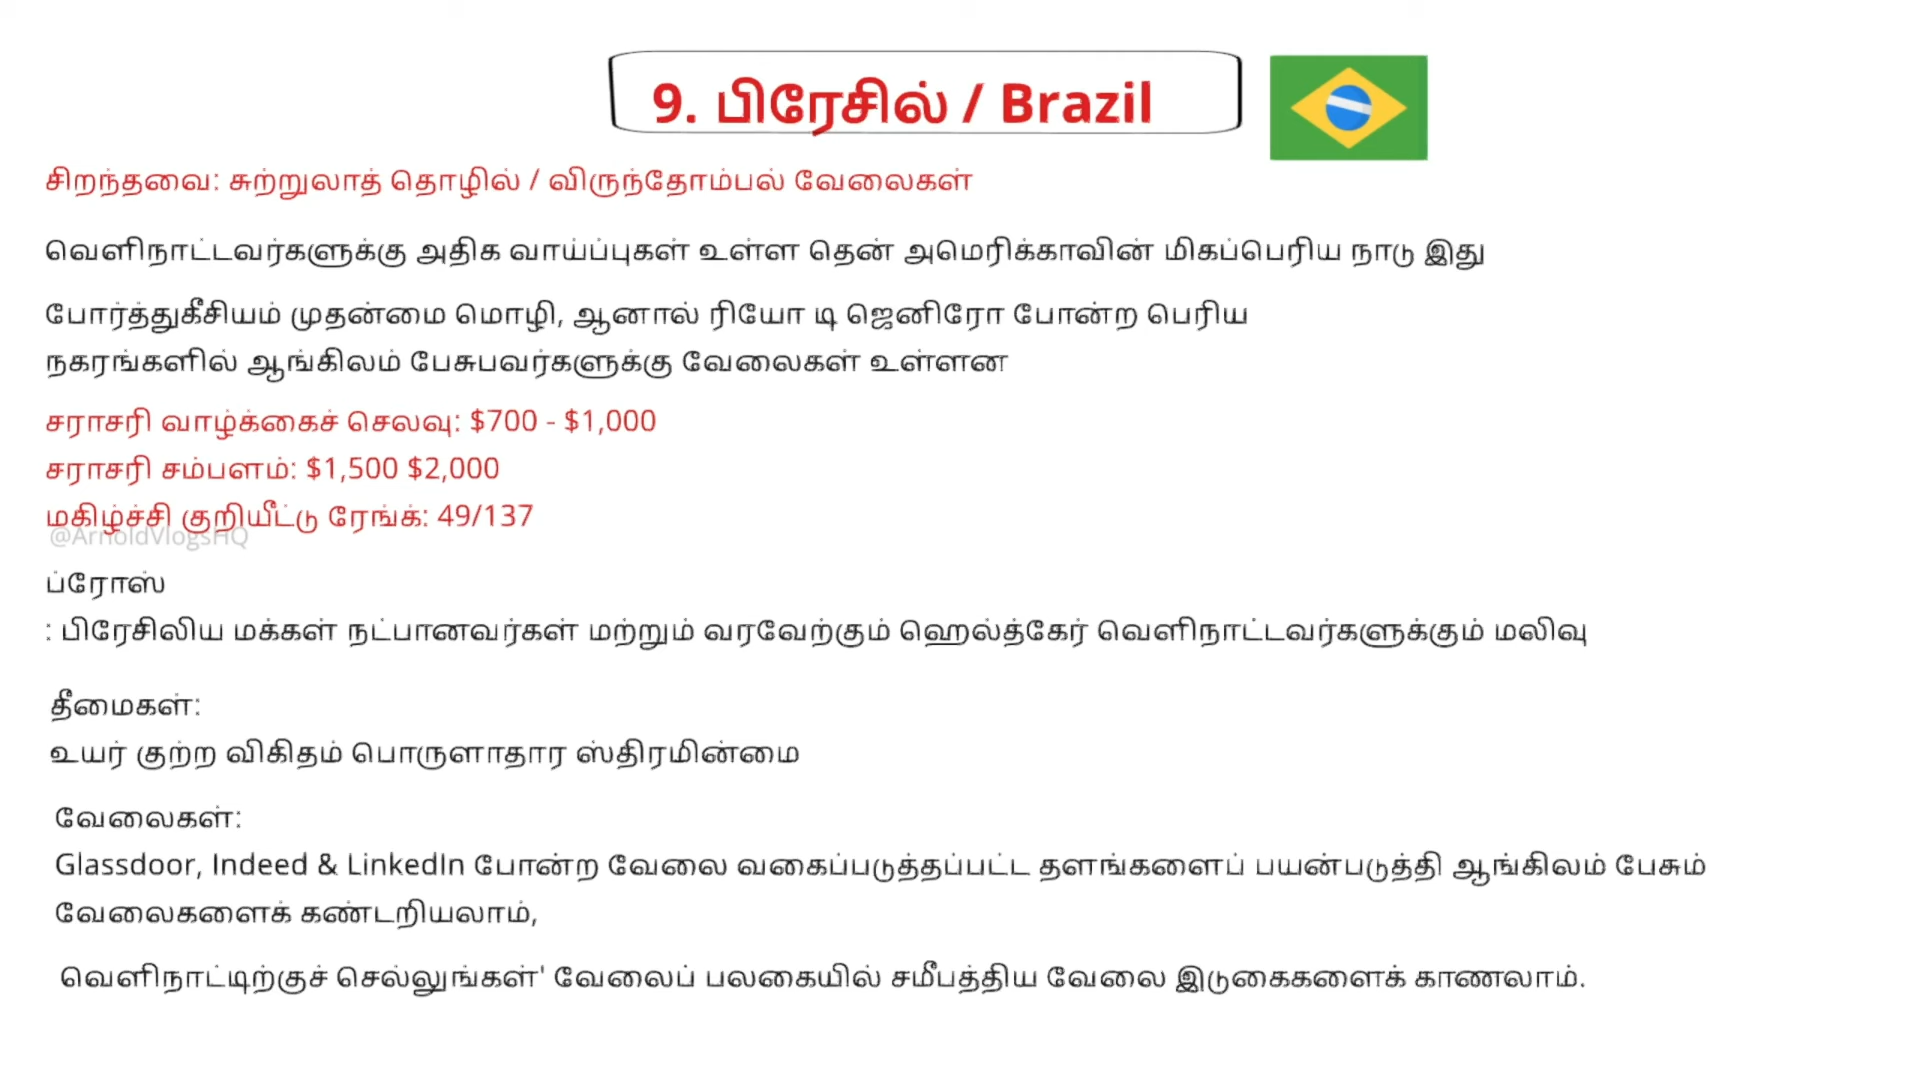 9. பிரேசில் / Brazil
சிறந்தவை: சுற்றுலாத் தொழில் / விருந்தோம்பல் வேலைகள்
வெளிநாட்டவர்களுக்கு அதிக வாய்ப்புகள் உள்ள தென் அமெரிக்காவின் மிகப்பெரிய நாடு இது
போர்த்துகீசியம் முதன்மை மொழி, ஆனால் ரியோ டி ஜெனிரோ போன்ற பெரிய
நகரங்களில் ஆங்கிலம் பேசுபவர்களுக்கு வேலைகள் உள்ளன
சராசரி வாழ்க்கைச் செலவு: $700 - $1,000
சராசரி சம்பளம்: $1,500 $2,000
மகிழ்ச்சி குறியீட்டு ரேங்க்: 49/137
@ArnoldVlogsHQ
ப்ரோஸ்
: பிரேசிலிய மக்கள் நட்பானவர்கள் மற்றும் வரவேற்கும் ஹெல்த்கேர் வெளிநாட்டவர்களுக்கும் மலிவு
தீமைகள்:
உயர் குற்ற விகிதம் பொருளாதார ஸ்திரமின்மை
வேலைகள்:
Glassdoor, Indeed & LinkedIn போன்ற வேலை வகைப்படுத்தப்பட்ட தளங்களைப் பயன்படுத்தி ஆங்கிலம் பேசும்
வேலைகளைக் கண்டறியலாம்,
வெளிநாட்டிற்குச் செல்லுங்கள்' வேலைப் பலகையில் சமீபத்திய வேலை இடுகைகளைக் காணலாம்.